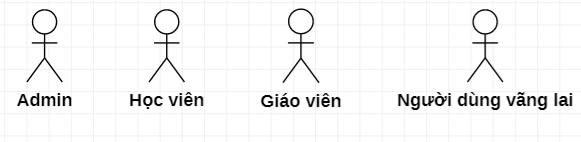 Admin
Học viên
Giáo viên
Người dùng vãng lai